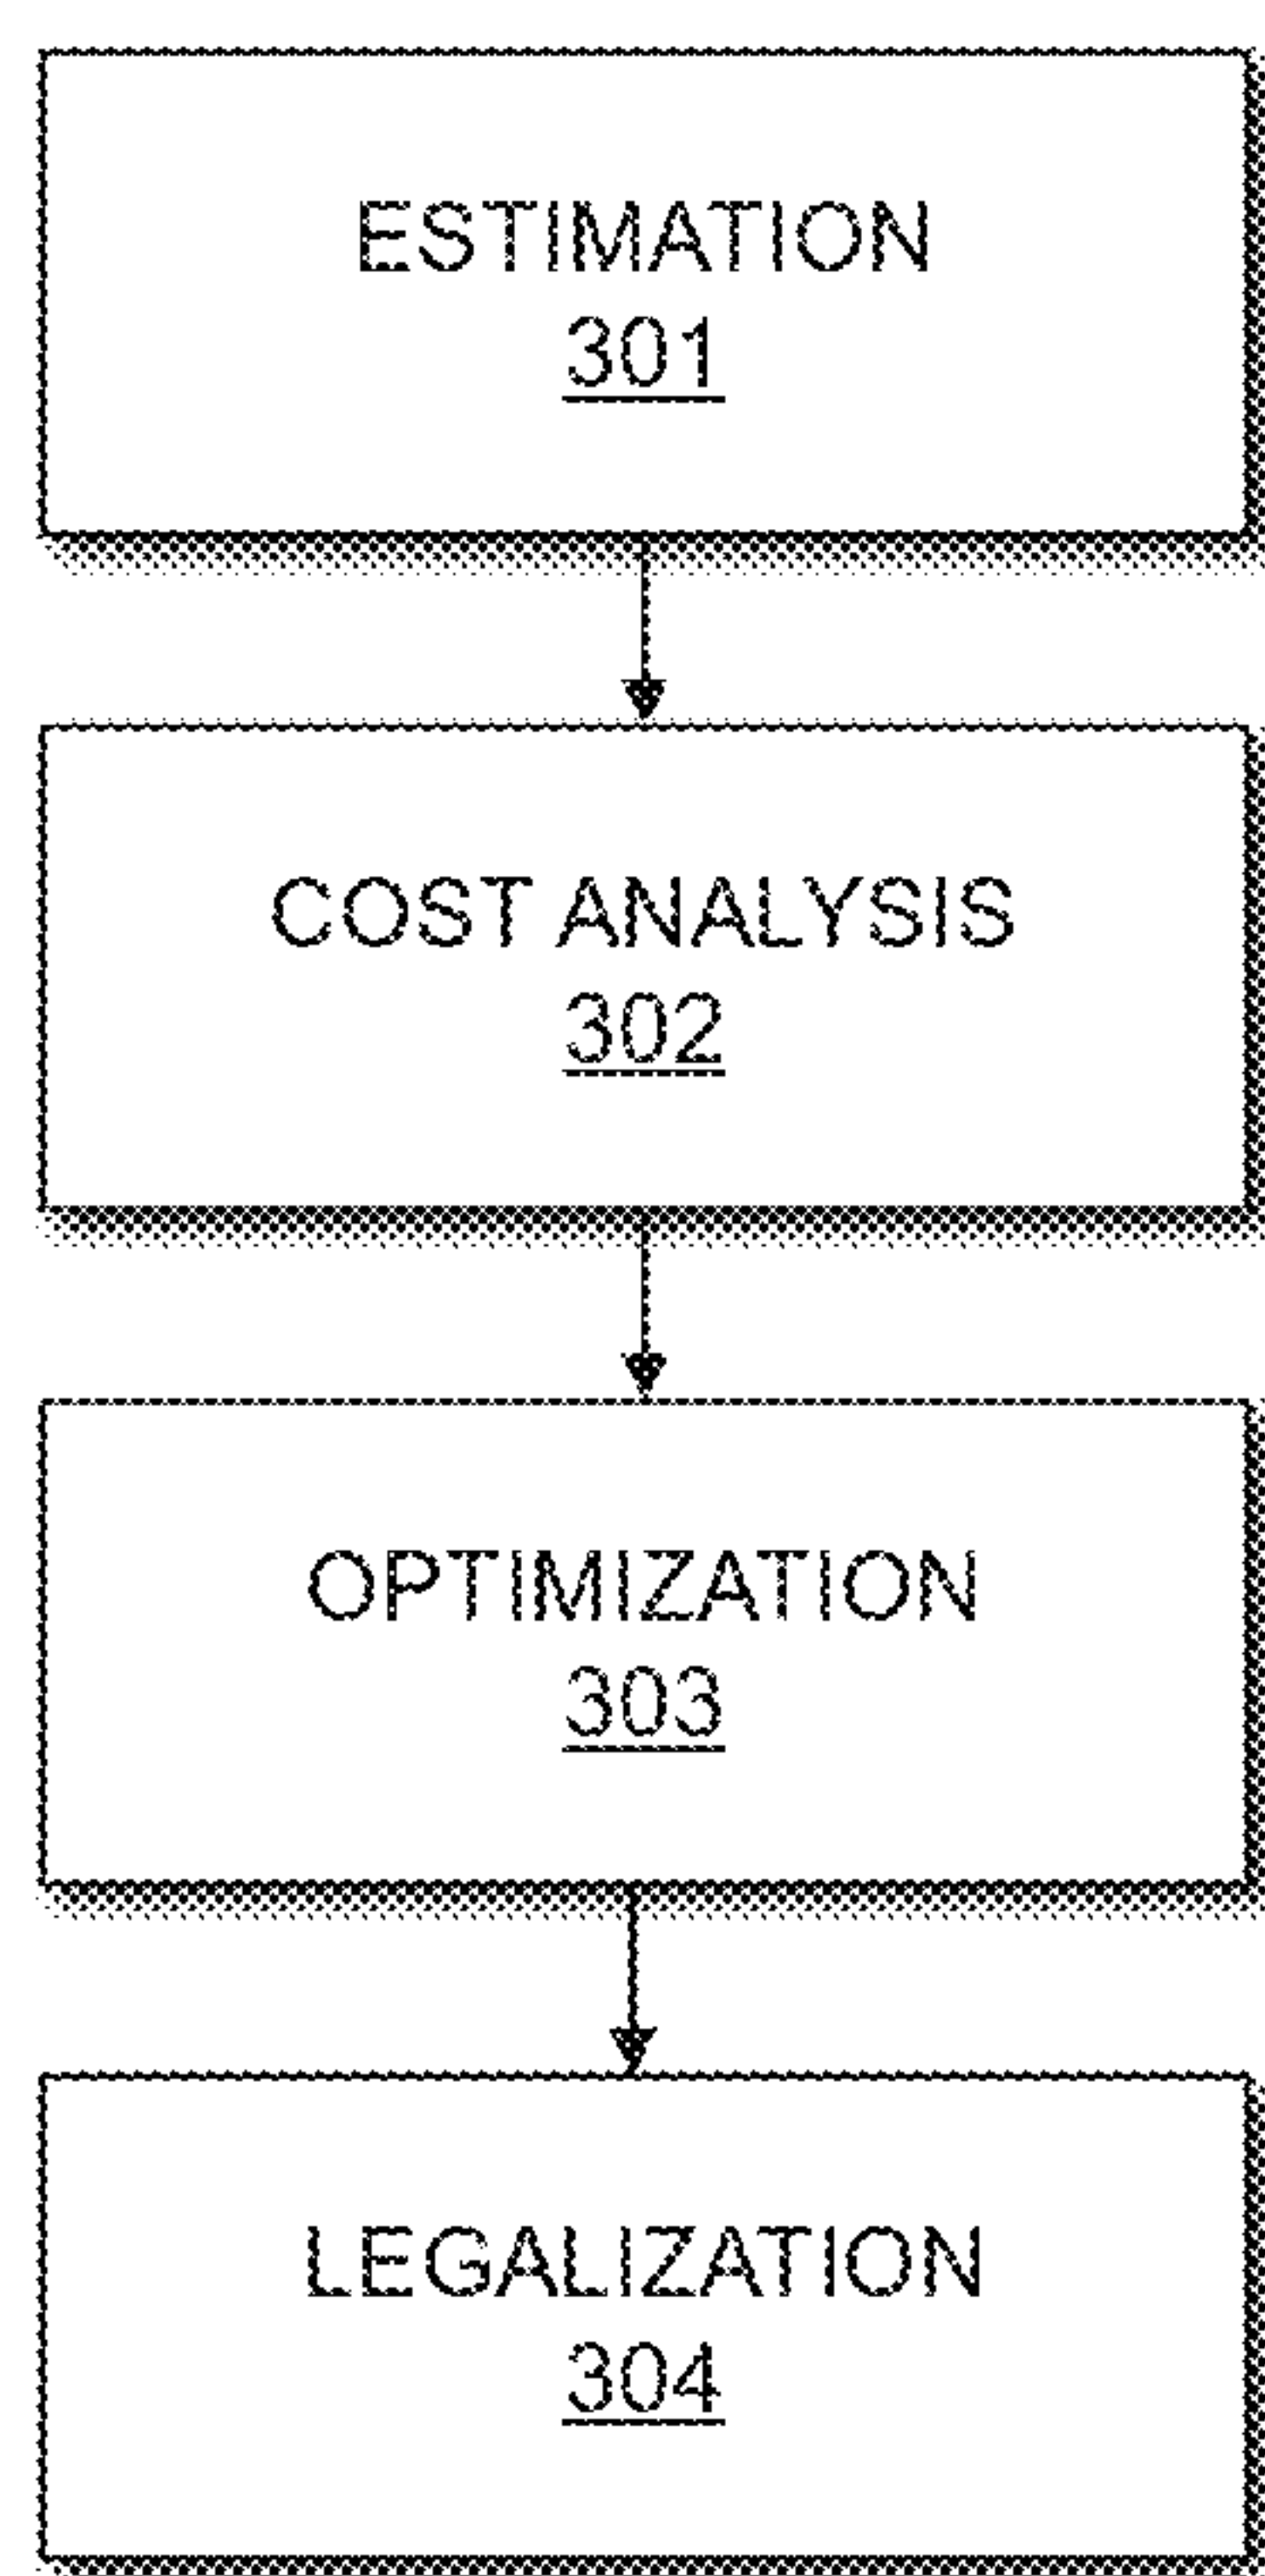 ESTIMATION
301
COST ANALYSIS
302
OPTIMIZATION
303
LEGALIZATION
304